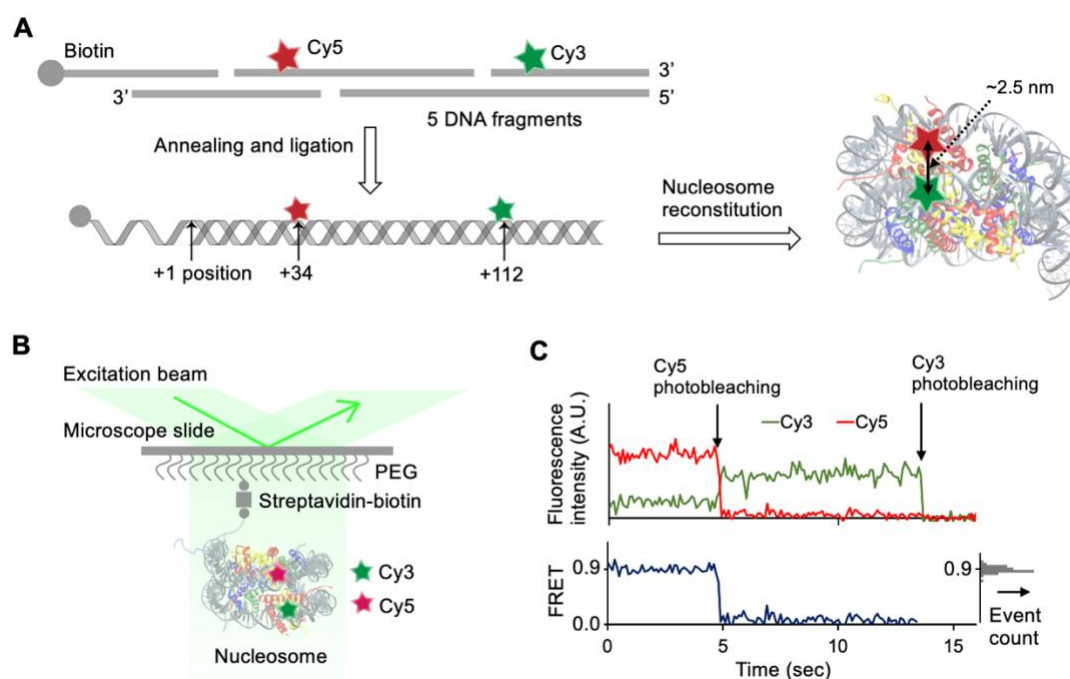 A
Biotin
Cy5
Cy3
3’
3’
5’
5 DNA fragments
Annealing and ligation
+1 position
+34
+112
Nucleosome
reconstitution
~2.5 nm
B
Excitation beam
Microscope slide
PEG
Streptavidin-biotin
Cy3
Cy5
Nucleosome
C
Cy5
photobleaching
Cy3
photobleaching
Cy3
Cy5
Fluorescence
intensity (A.U.)
FRET
0.9
0.0
0
5
10
15
Time (sec)
0.9
Event
count